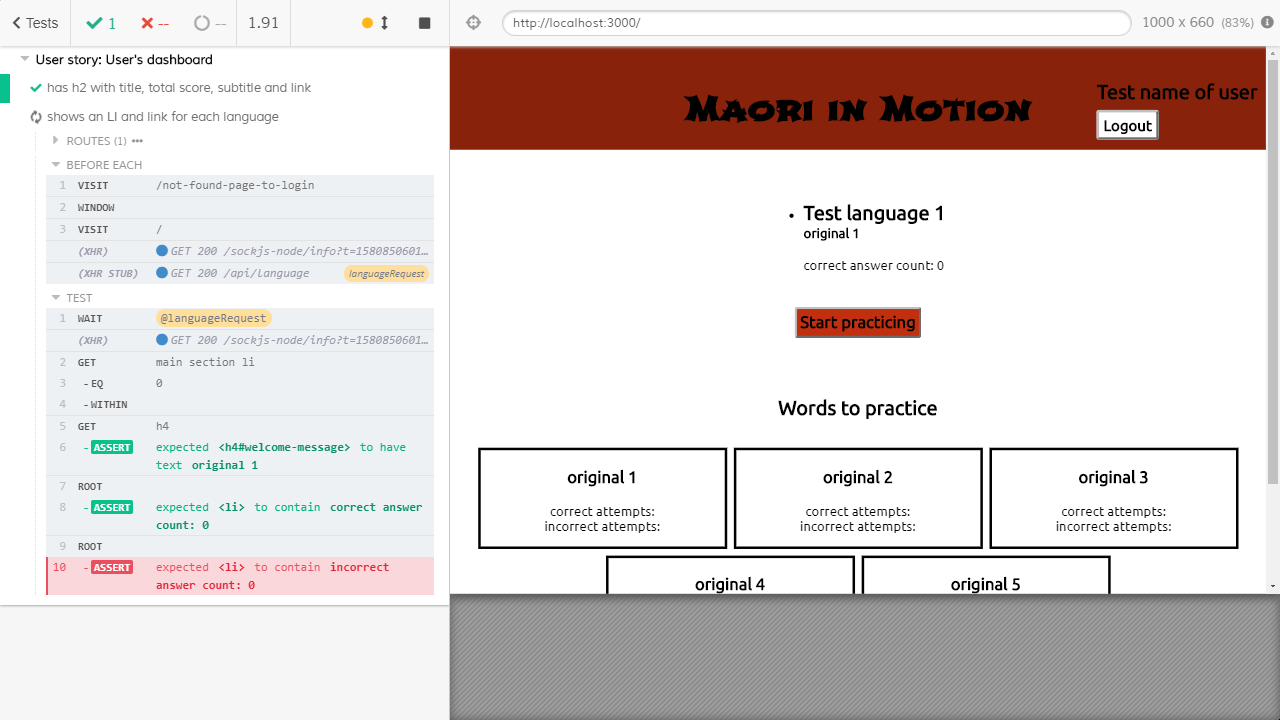 Tests
1
--
--
1.91
http://localhost:3000/
1000 x 660 (83%)
User story: User's dashboard
has h2 with title, total score, subtitle and link
shows an LI and link for each language
ROUTES (1)
BEFORE EACH
1 VISIT /not-found-page-to-login
2 WINDOW
3 VISIT /
(XHR) GET 200 /sockjs-node/info?t=1580850601...
(XHR STUB) GET 200 /api/language languageRequest
TEST
1 WAIT @languageRequest
(XHR) GET 200 /sockjs-node/info?t=1580850601...
2 GET main section li
3 -EQ 0
4 -WITHIN
5 GET h4
6 -ASSERT expected <h4#welcome-message> to have
text original 1
7 ROOT
8 -ASSERT expected <li> to contain correct answer
count: 0
9 ROOT
10 -ASSERT expected <li> to contain incorrect
answer count: 0
Maori in Motion
Test name of user
Logout
Test language 1
original 1
correct answer count: 0
Start practicing
Words to practice
original 1
correct attempts:
incorrect attempts:
original 2
correct attempts:
incorrect attempts:
original 3
correct attempts:
incorrect attempts:
original 4
original 5